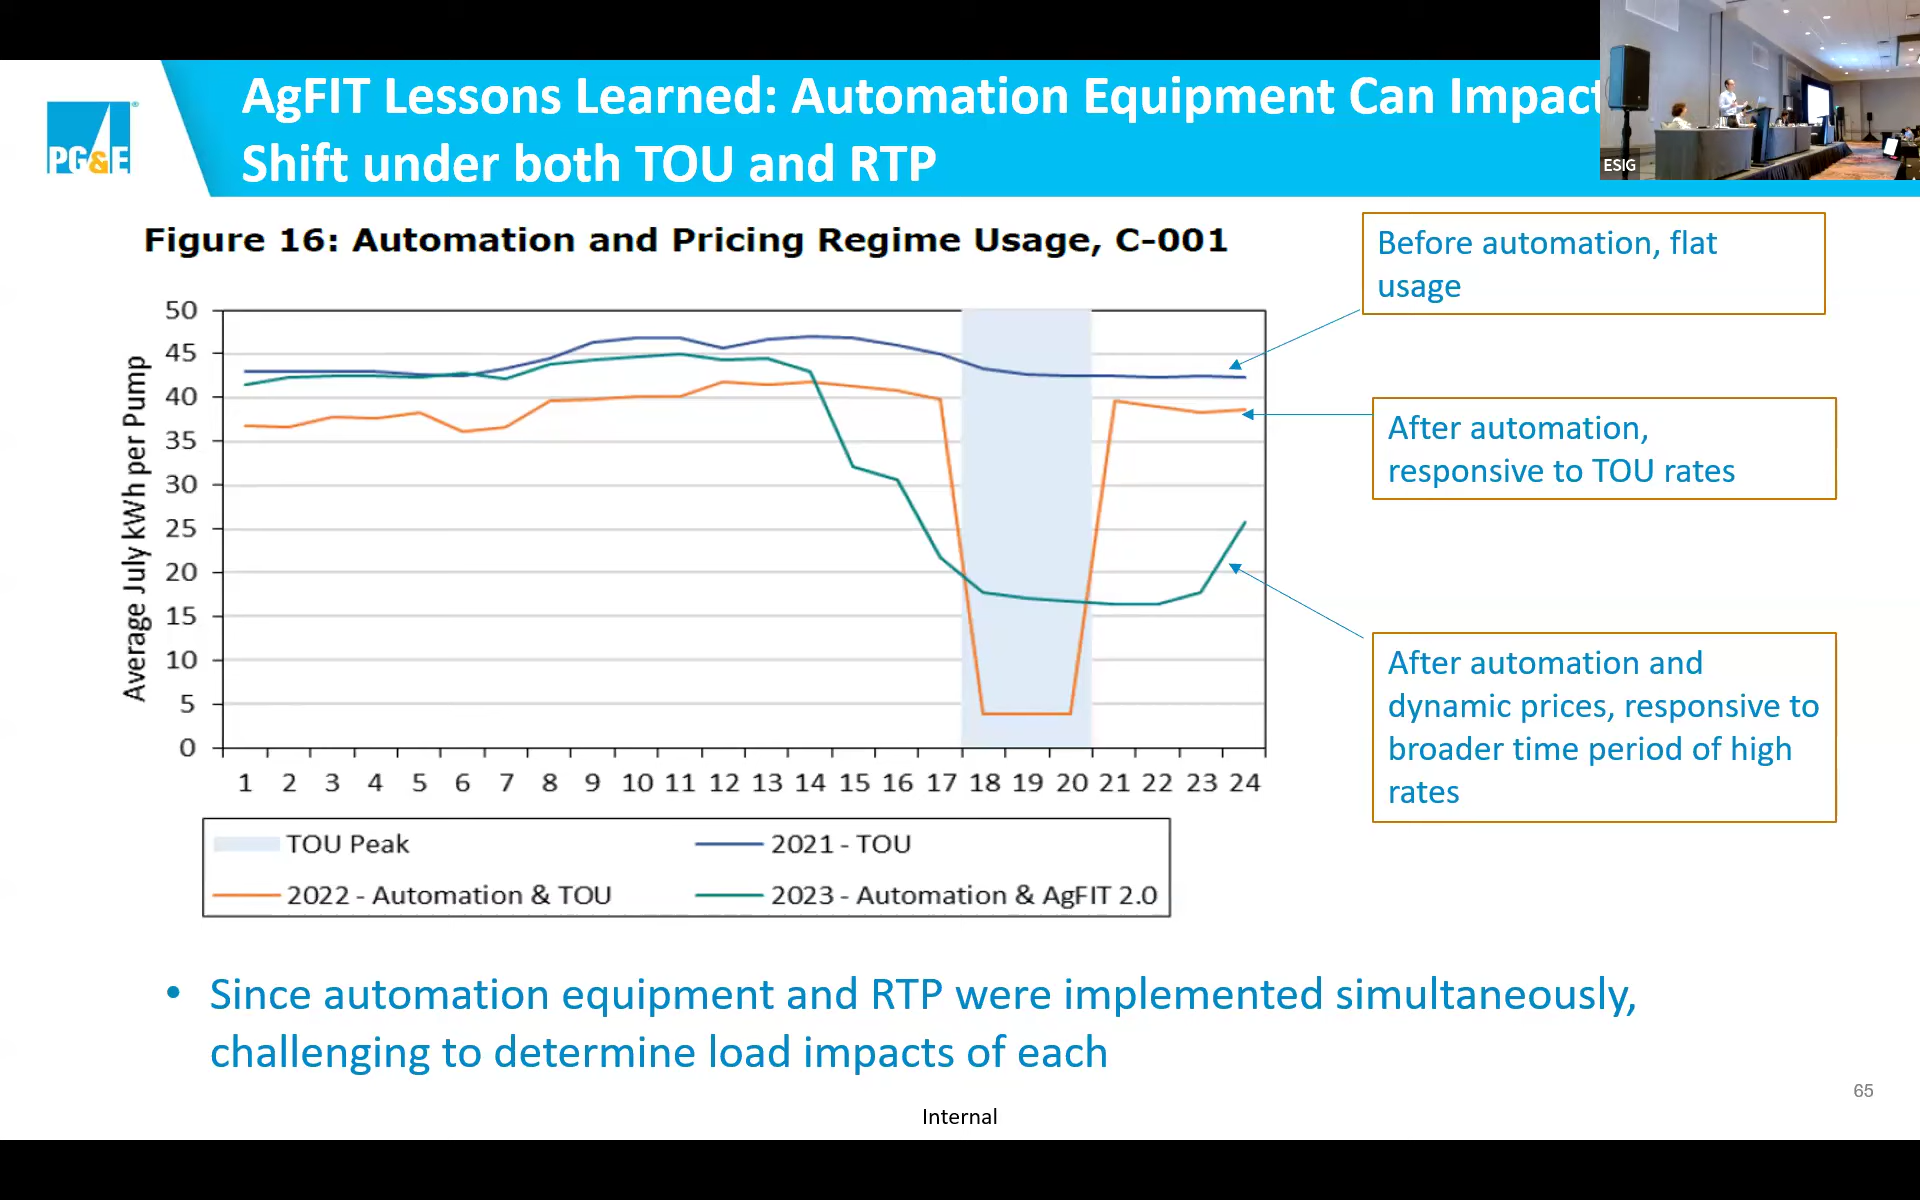 AgFIT Lessons Learned: Automation Equipment Can Impact
Shift under both TOU and RTP
PG&E
ESIG
Figure 16: Automation and Pricing Regime Usage, C-001
Before automation, flat
usage
After automation,
responsive to TOU rates
After automation and
dynamic prices, responsive to
broader time period of high
rates
Average July kWh per Pump
50
45
40
35
30
25
20
15
10
5
0
1 2 3 4 5 6 7 8 9 10 11 12 13 14 15 16 17 18 19 20 21 22 23 24
TOU Peak
2021 - TOU
2022 - Automation & TOU
2023 - Automation & AgFIT 2.0
• Since automation equipment and RTP were implemented simultaneously,
challenging to determine load impacts of each
65
Internal